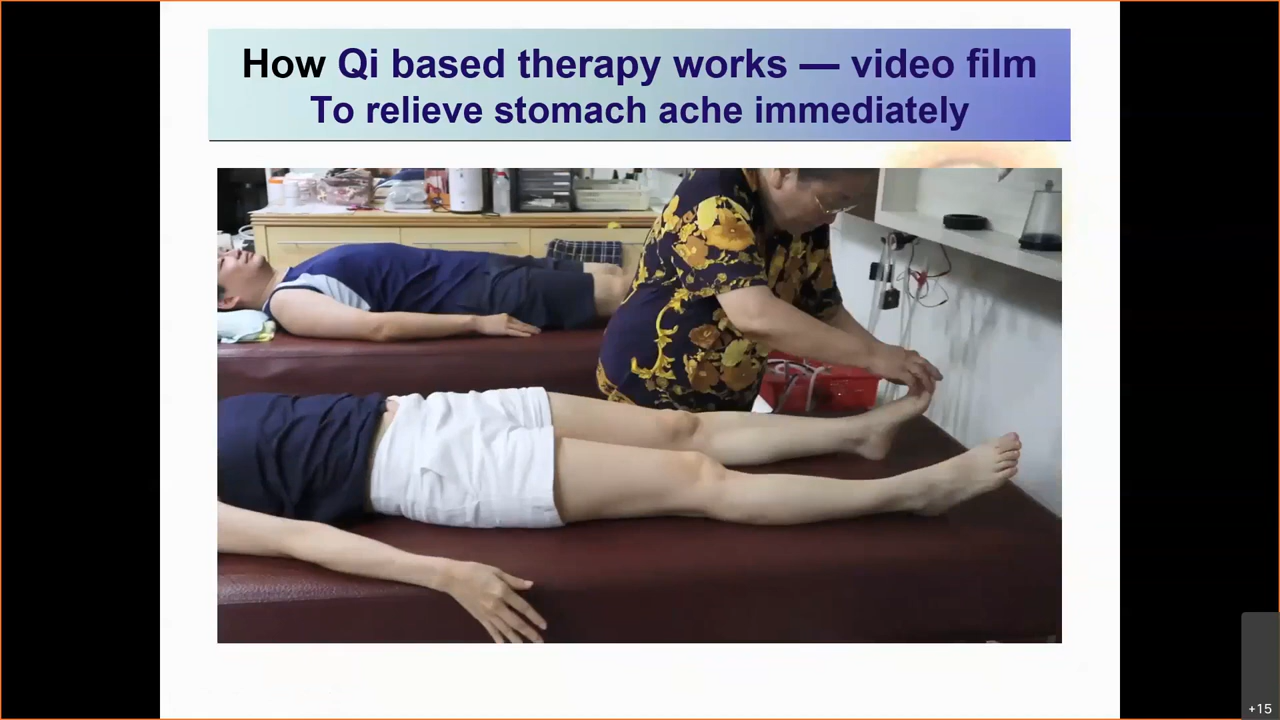 How Qi based therapy works — video film
To relieve stomach ache immediately
+15